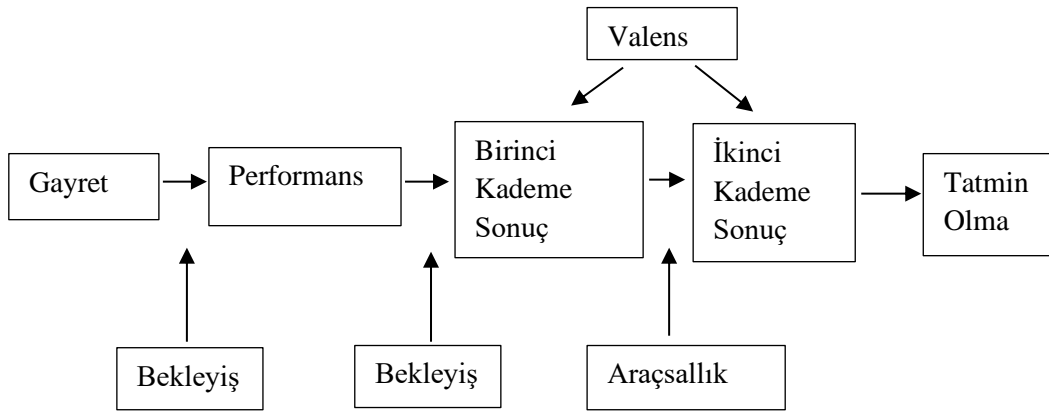 Valens
Gayret
Performans
Birinci
Kademe
Sonuç
İkinci
Kademe
Sonuç
Tatmin
Olma
Bekleyiş
Bekleyiş
Araçsallık